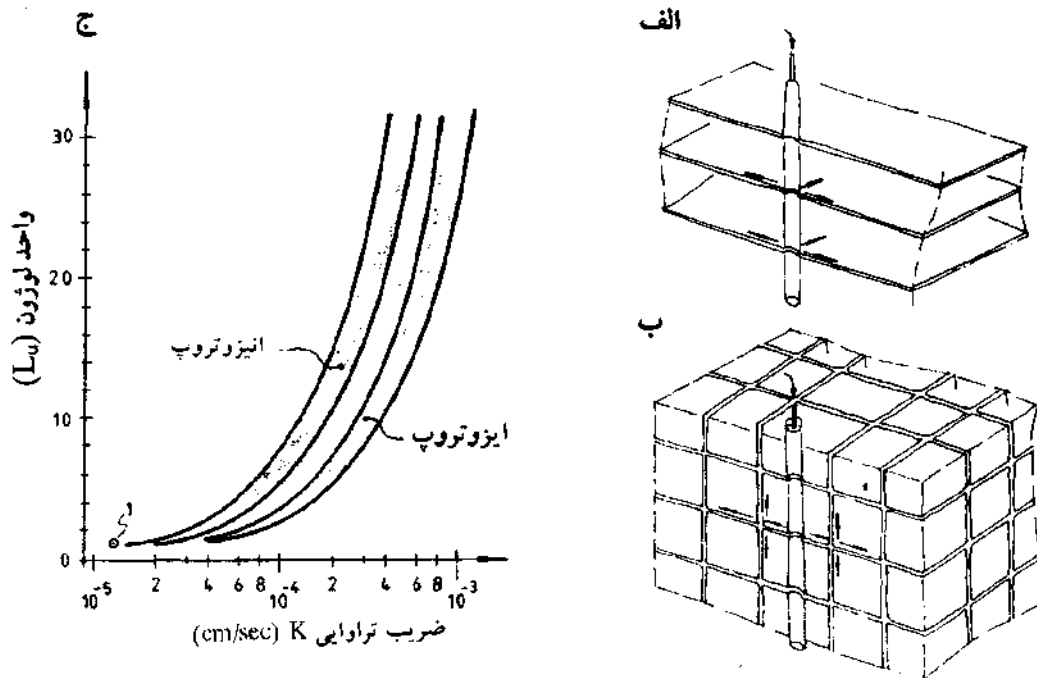 الف
ب
ج
واحد لوژون (Lu)
30
20
10
0
انیزوتروپ
ایزوتروپ
10-5 2 4 6 8 10-4 2 4 6 8 10-3
ضریب تراوایی K (cm/sec)